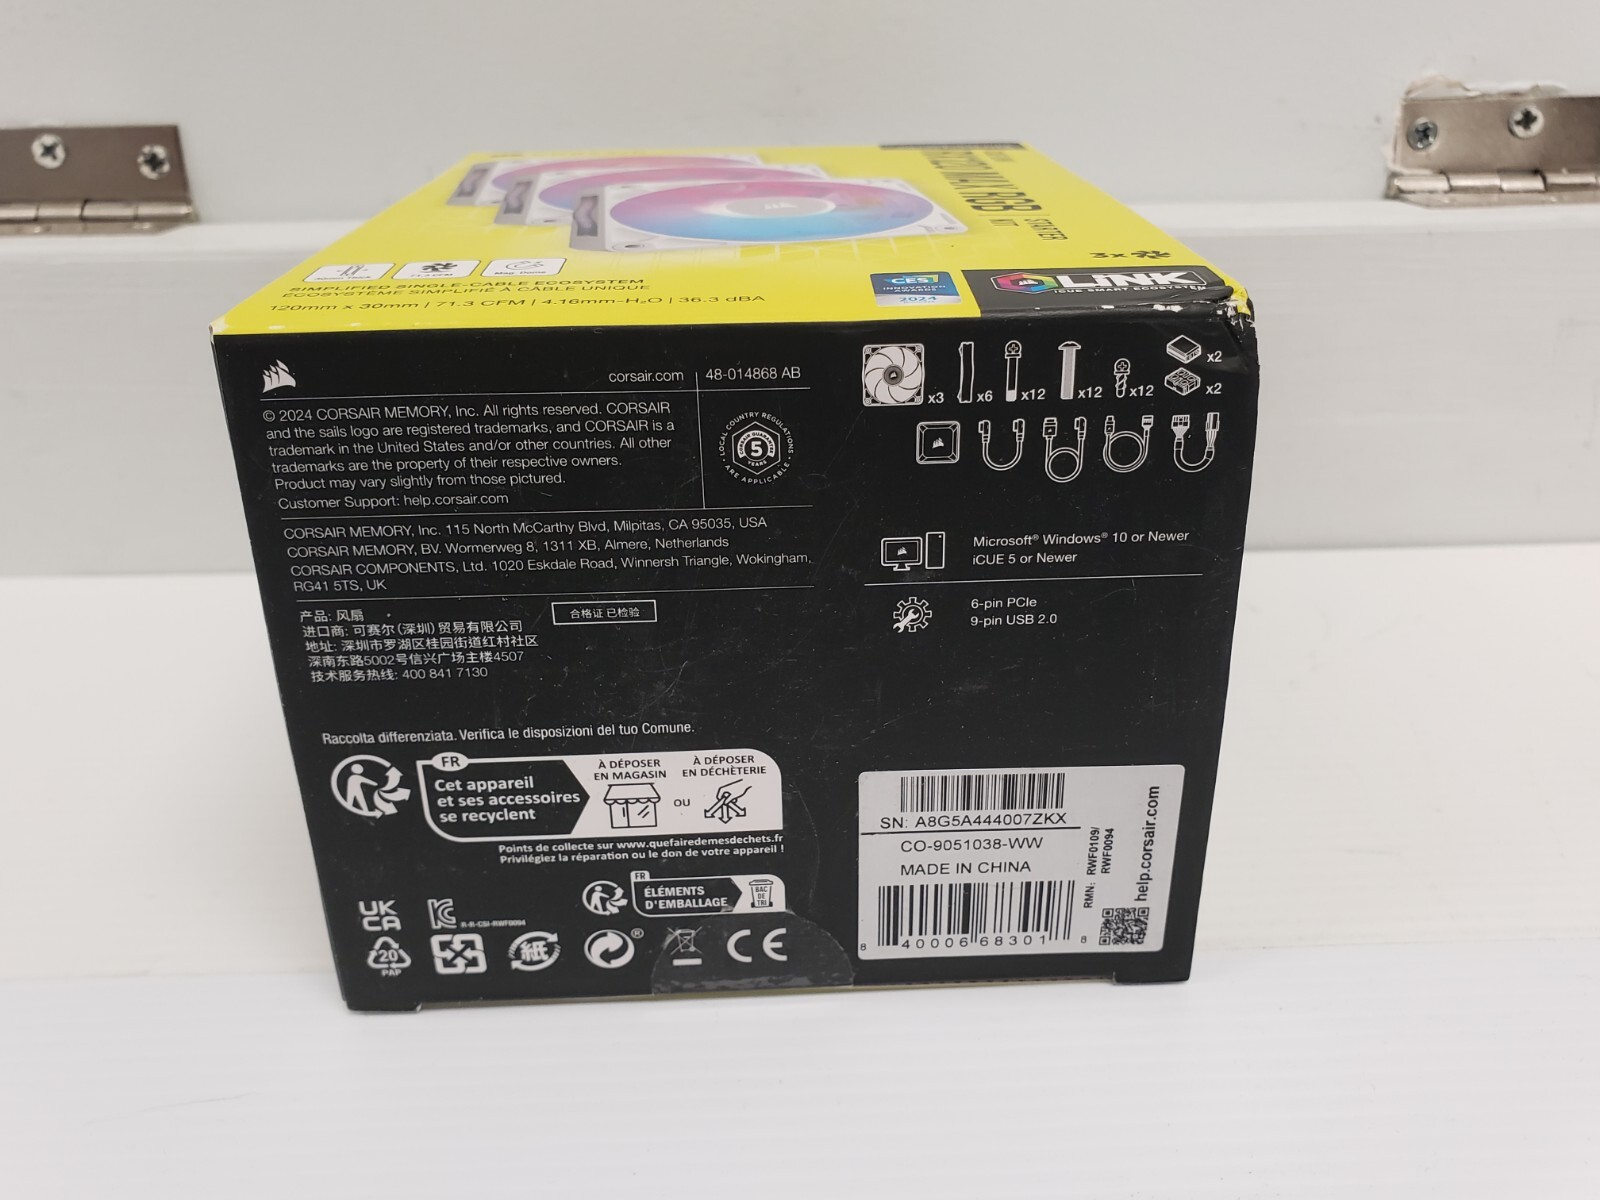 RX120 MAX RGB
STARTER
KIT
3x
Mag. Dome
SIMPLIFIED SINGLE-CABLE ECOSYSTEM
ÉCOSYSTÈME SIMPLIFIÉ À CÂBLE UNIQUE
120mm x 30mm | 71.3 CFM | 4.16mm-H₂O | 36.3 dBA
CES
INNOVATION
AWARDS
2024
LINK
iCUE SMART ECOSYSTEM
corsair.com
48-014868 AB
© 2024 CORSAIR MEMORY, Inc. All rights reserved. CORSAIR
and the sails logo are registered trademarks, and CORSAIR is a
trademark in the United States and/or other countries. All other
trademarks are the property of their respective owners.
Product may vary slightly from those pictured.
Customer Support: help.corsair.com
LOCAL COUNTRY REGULATIONS
5
YEARS
ARE APPLICABLE
CORSAIR MEMORY, Inc. 115 North McCarthy Blvd, Milpitas, CA 95035, USA
CORSAIR MEMORY, BV. Wormerweg 8, 1311 XB, Almere, Netherlands
CORSAIR COMPONENTS, Ltd. 1020 Eskdale Road, Winnersh Triangle, Wokingham,
RG41 5TS, UK
产品: 风扇
合格证 已检验
进口商: 可赛尔(深圳)贸易有限公司
地址: 深圳市罗湖区桂园街道红村社区
深南东路5002号信兴广场主楼4507
技术服务热线: 400 841 7130
x3
x6
x12
x12
x12
x2
x2
Microsoft® Windows® 10 or Newer
iCUE 5 or Newer
6-pin PCIe
9-pin USB 2.0
Raccolta differenziata. Verifica le disposizioni del tuo Comune.
FR
Cet appareil
et ses accessoires
se recyclent
À DÉPOSER
EN MAGASIN
OU
À DÉPOSER
EN DÉCHÈTERIE
Points de collecte sur www.quefairedemesdechets.fr
Privilégiez la réparation ou le don de votre appareil !
FR
ÉLÉMENTS
D'EMBALLAGE
BAC
DE
TRI
UK
CA
R-R-CSI-RWF0094
20
PAP
紙
®
CE
SN: A8G5A444007ZKX
CO-9051038-WW
MADE IN CHINA
8 40006 68301 8
RMN: RWF0109/
RWF0094
help.corsair.com